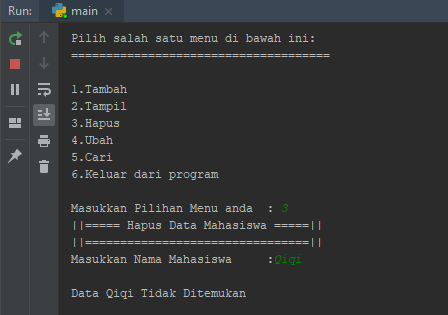 Run: main ×
Pilih salah satu menu di bawah ini:
=====================================
1.Tambah
2.Tampil
3.Hapus
4.Ubah
5.Cari
6.Keluar dari program
Masukkan Pilihan Menu anda  : 3
||===== Hapus Data Mahasiswa =====||
||================================||
Masukkan Nama Mahasiswa     :Qiqi
Data Qiqi Tidak Ditemukan